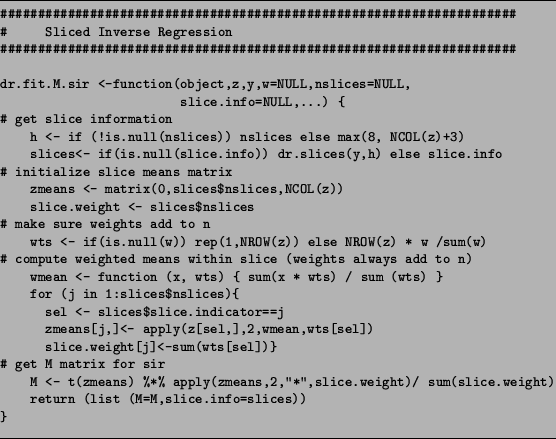 ####################################################################
#     Sliced Inverse Regression
####################################################################
dr.fit.M.sir <-function(object,z,y,w=NULL,nslices=NULL,
                        slice.info=NULL,...) {
# get slice information
    h <- if (!is.null(nslices)) nslices else max(8, NCOL(z)+3)
    slices<- if(is.null(slice.info)) dr.slices(y,h) else slice.info
# initialize slice means matrix
    zmeans <- matrix(0,slices$nslices,NCOL(z))
    slice.weight <- slices$nslices
# make sure weights add to n
    wts <- if(is.null(w)) rep(1,NROW(z)) else NROW(z) * w /sum(w)
# compute weighted means within slice (weights always add to n)
    wmean <- function (x, wts) { sum(x * wts) / sum (wts) }
    for (j in 1:slices$nslices){
      sel <- slices$slice.indicator==j
      zmeans[j,]<- apply(z[sel,],2,wmean,wts[sel])
      slice.weight[j]<-sum(wts[sel])}
# get M matrix for sir
    M <- t(zmeans) %*% apply(zmeans,2,"*",slice.weight)/ sum(slice.weight)
    return (list (M=M,slice.info=slices))
}